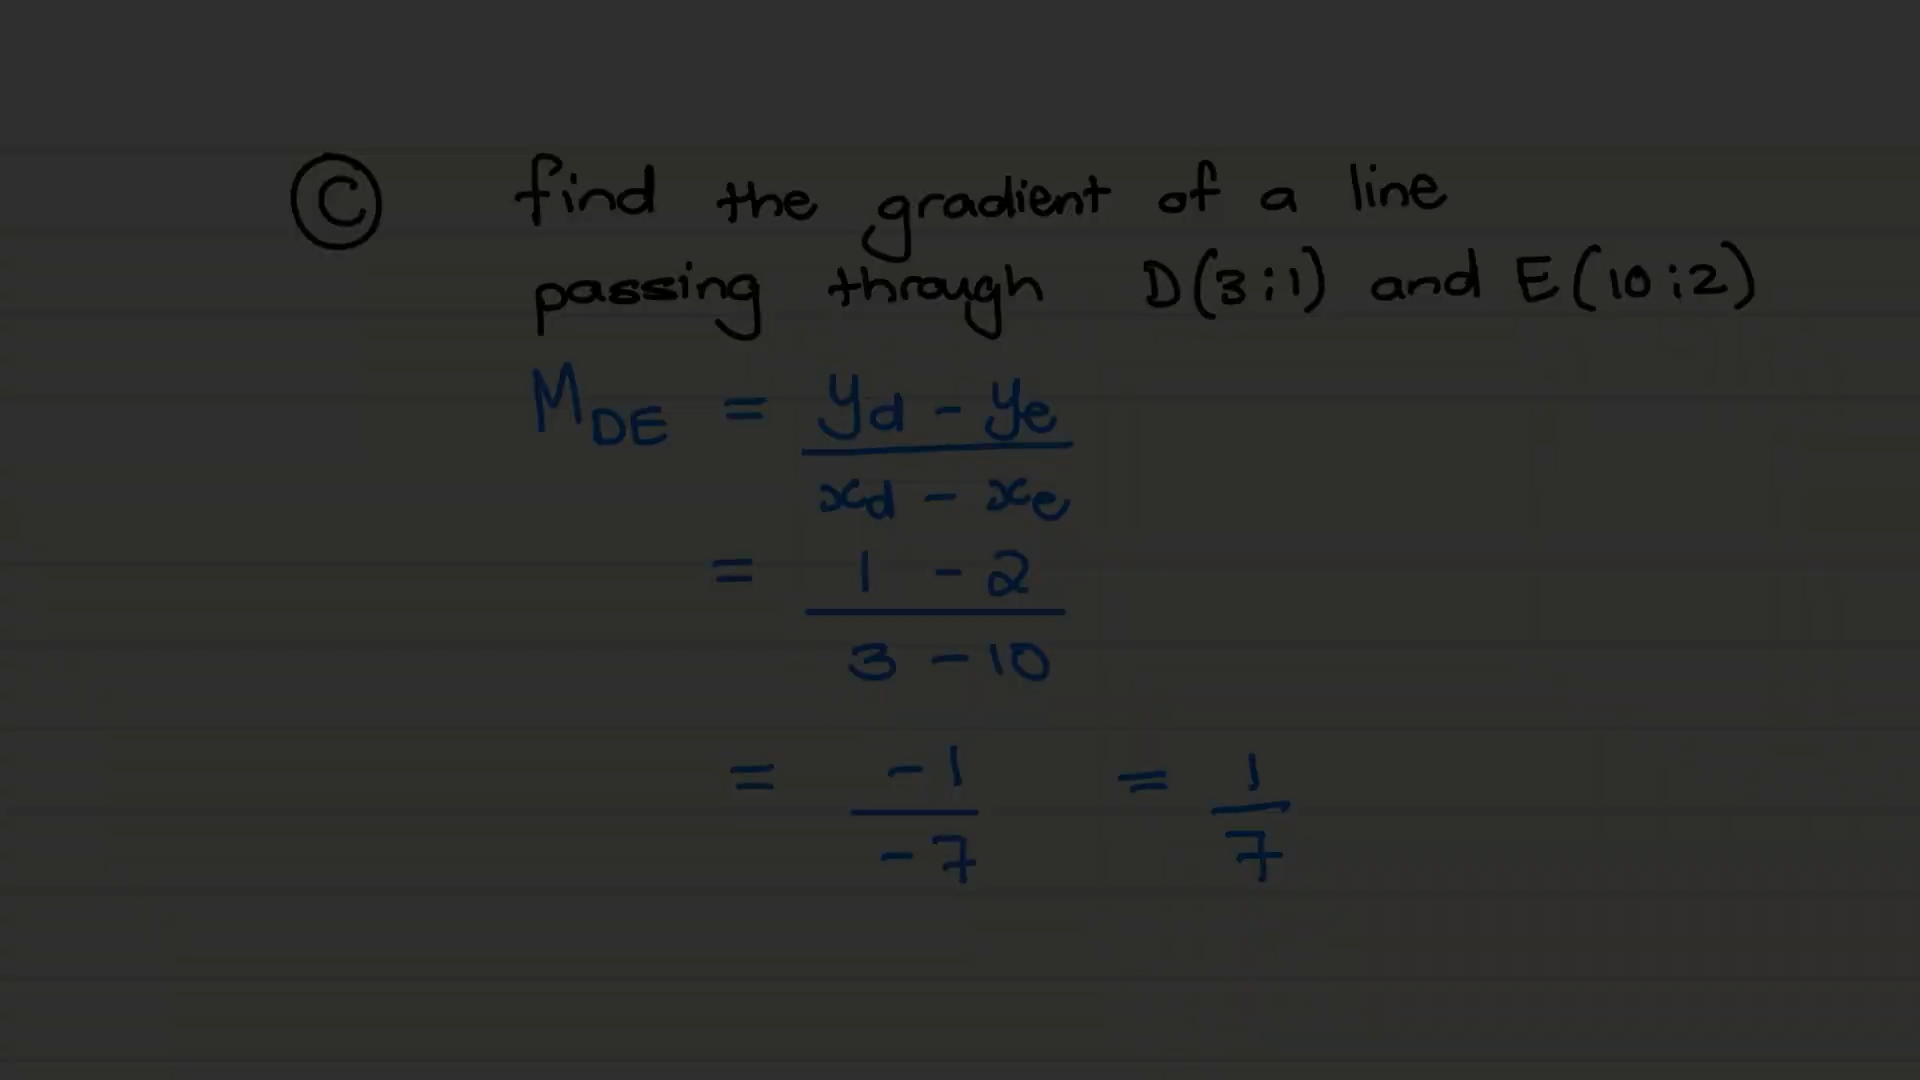 C find the gradient of a line
passing through D(3;1) and E(10;2)
M_DE = y_d - y_e
x_d - x_e
= 1 - 2
3 - 10
= -1 = 1
-7 7